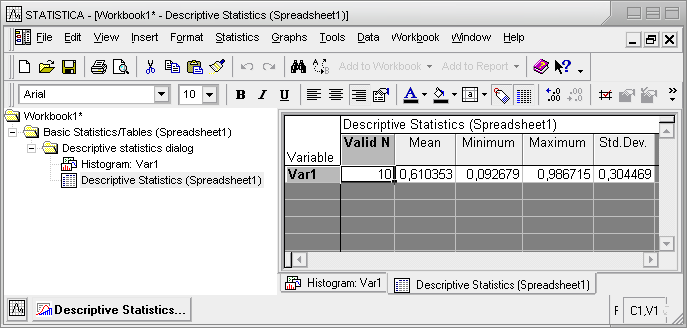 STATISTICA - [Workbook1* - Descriptive Statistics (Spreadsheet1)]
File Edit View Insert Format Statistics Graphs Tools Data Workbook Window Help
Add to Workbook Add to Report
Arial 10 B I U
Workbook1*
Basic Statistics/Tables (Spreadsheet1)
Descriptive statistics dialog
Histogram: Var1
Descriptive Statistics (Spreadsheet1)
Descriptive Statistics (Spreadsheet1)
Variable Valid N Mean Minimum Maximum Std.Dev.
Var1 10 0,610353 0,092679 0,986715 0,304469
Histogram: Var1 Descriptive Statistics (Spreadsheet1)
Descriptive Statistics... C1,V1